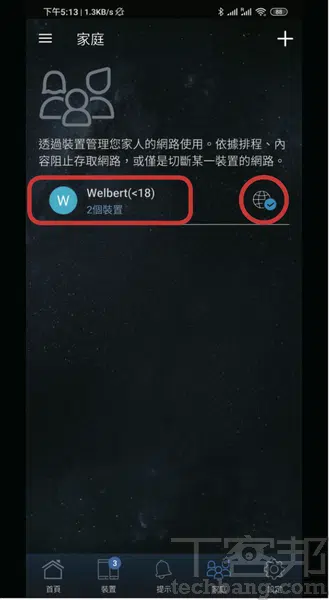 下午5:13 | 1.3KB/s
88
家庭
透過裝置管理您家人的網路使用。依據排程、內
容阻止存取網路，或僅是切斷某一裝置的網路。
W
Welbert(<18)
2個裝置
T客邦
techbang.com
3
首頁
裝置
提示
家庭
設定